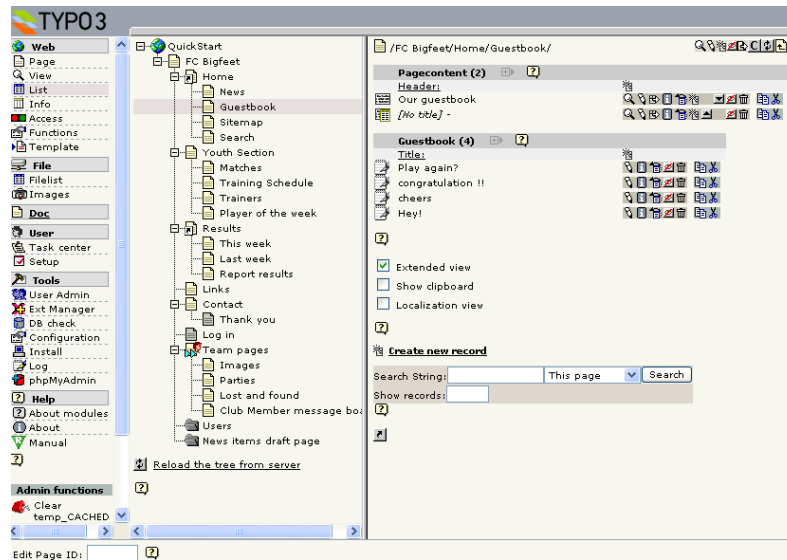 TYPO3
Web
Page
View
List
Info
Access
Functions
Template
File
Filelist
Images
Doc
User
Task center
Setup
Tools
User Admin
Ext Manager
DB check
Configuration
Install
Log
phpMyAdmin
Help
About modules
About
Manual
Admin functions
Clear
temp_CACHED
QuickStart
FC Bigfeet
Home
News
Guestbook
Sitemap
Search
Youth Section
Matches
Training Schedule
Trainers
Player of the week
Results
This week
Last week
Report results
Links
Contact
Thank you
Log in
Team pages
Images
Parties
Lost and found
Club Member message boa
Users
News items draft page
Reload the tree from server
/FC Bigfeet/Home/Guestbook/
Pagecontent (2)
Header:
Our guestbook
[No title] -
Guestbook (4)
Title:
Play again?
congratulation !!
cheers
Hey!
Extended view
Show clipboard
Localization view
Create new record
Search String: This page Search
Show records:
Edit Page ID: